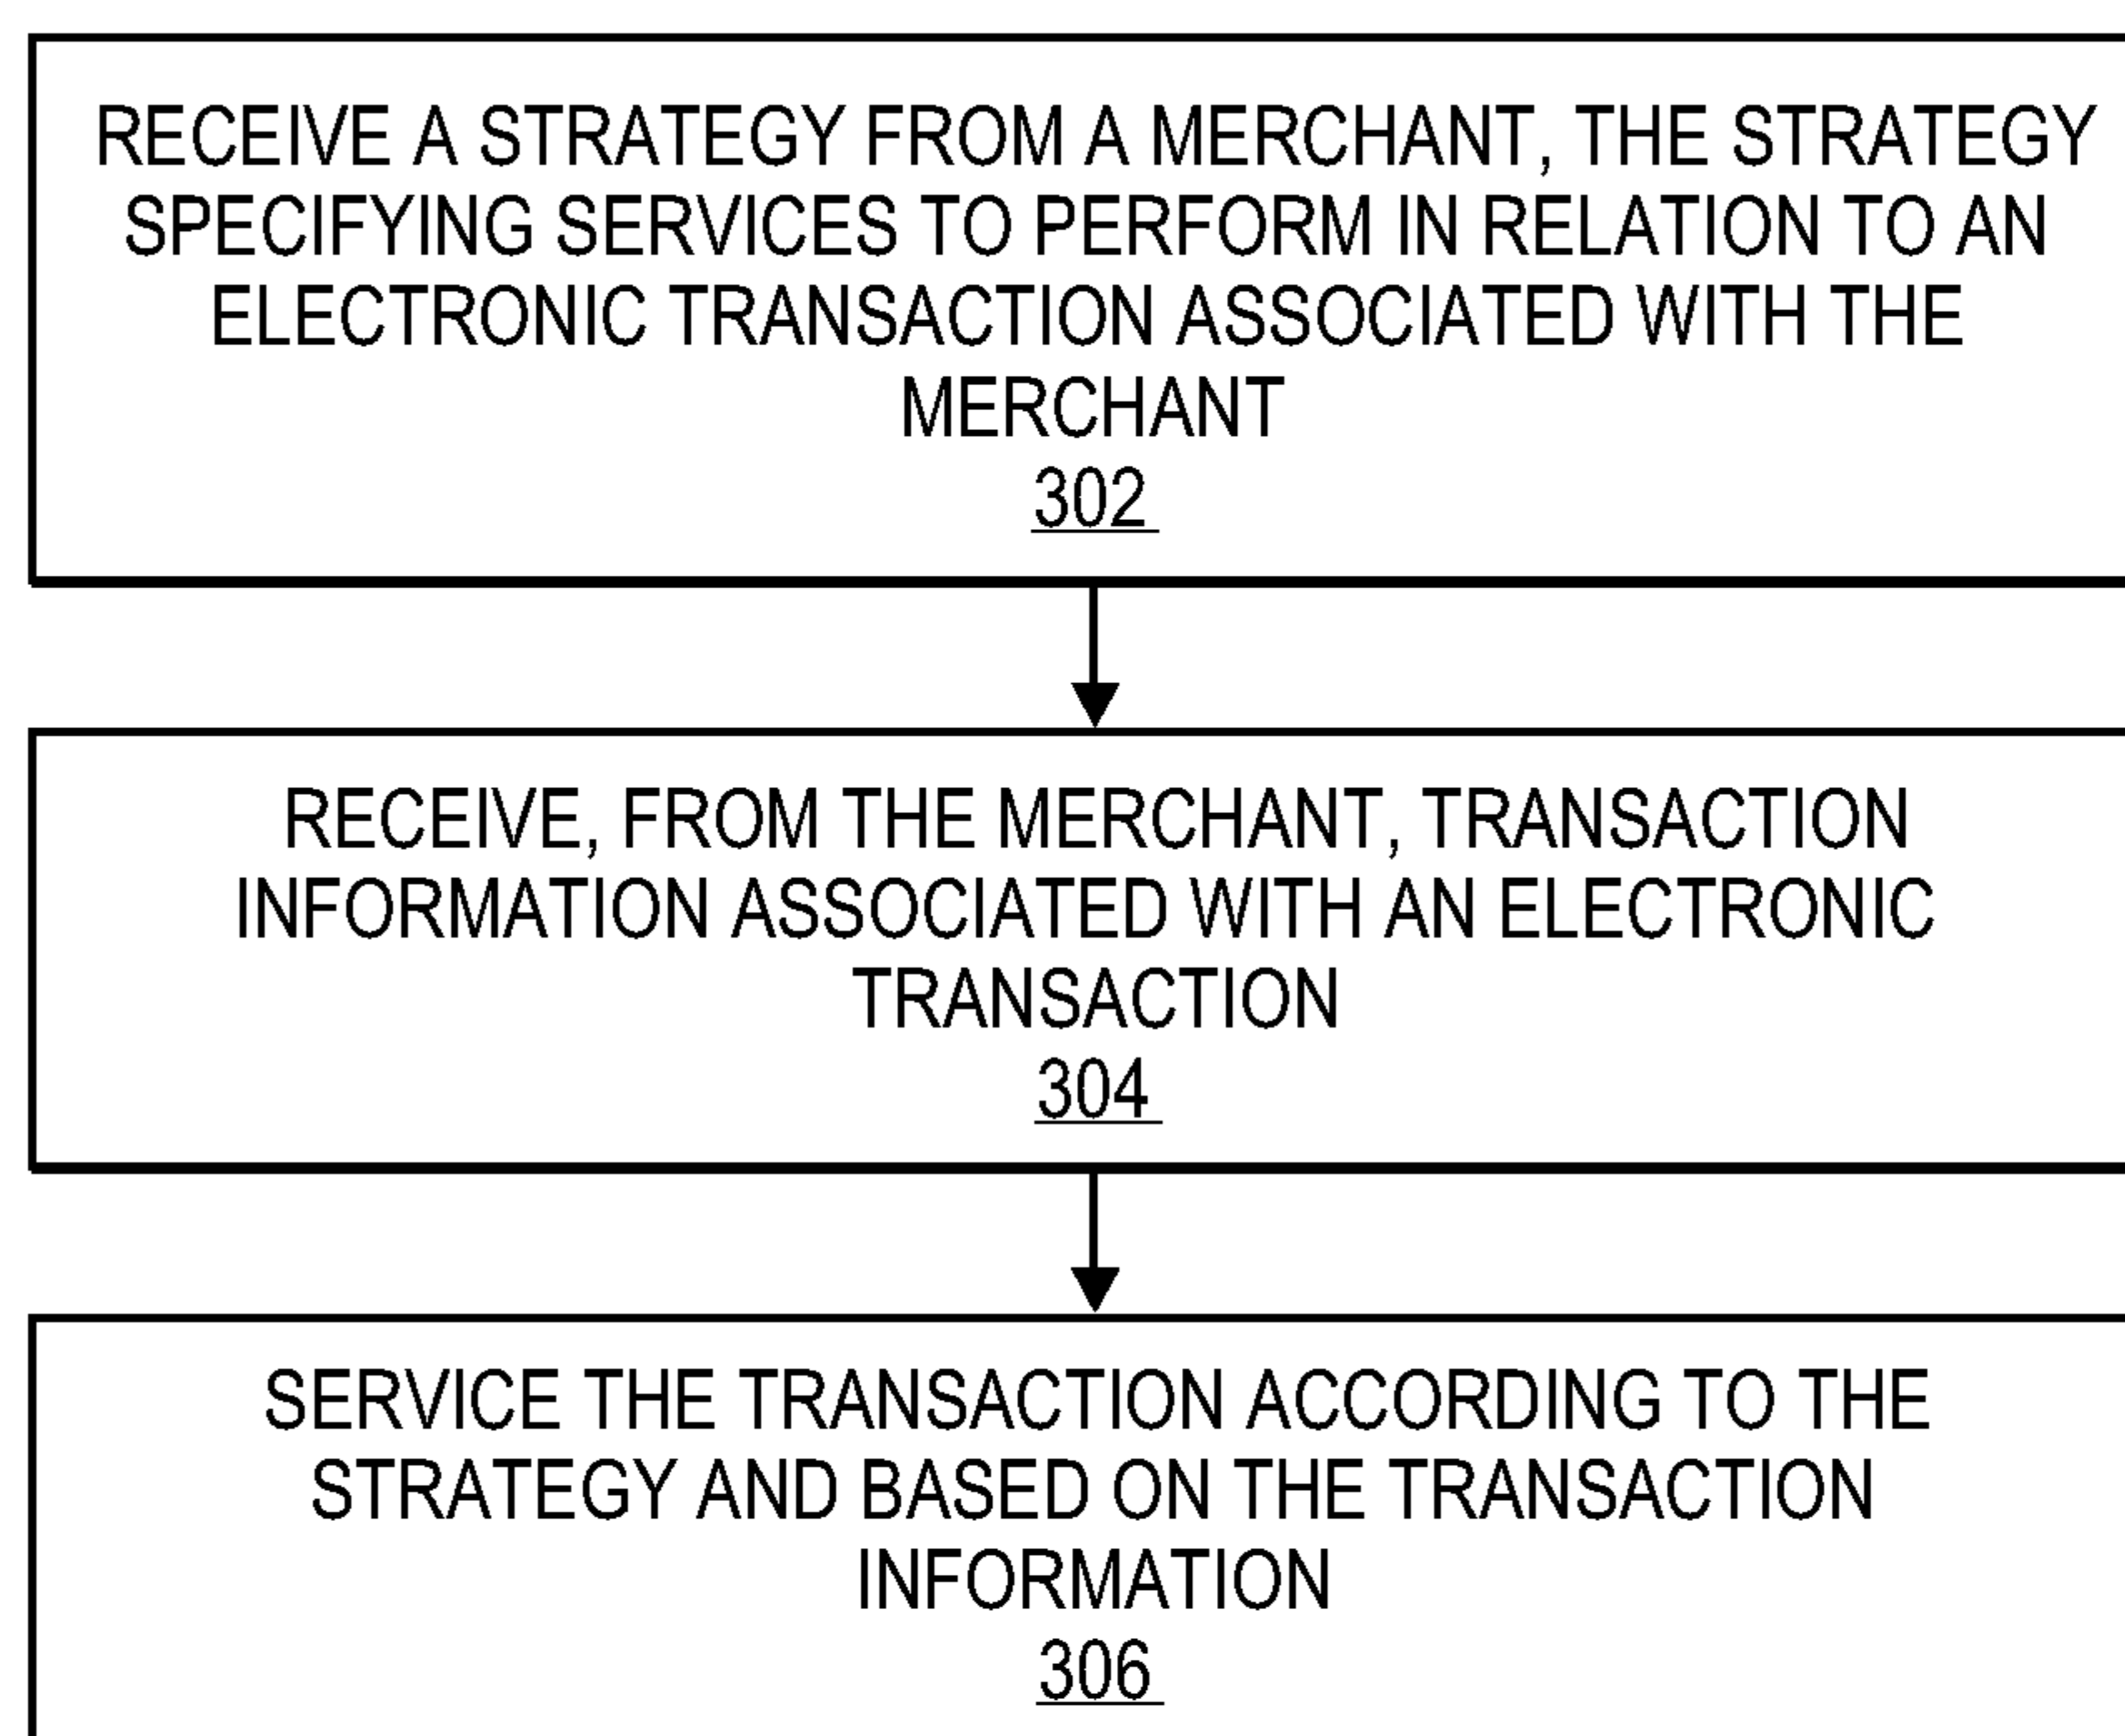 RECEIVE A STRATEGY FROM A MERCHANT, THE STRATEGY
SPECIFYING SERVICES TO PERFORM IN RELATION TO AN
ELECTRONIC TRANSACTION ASSOCIATED WITH THE
MERCHANT
302
RECEIVE, FROM THE MERCHANT, TRANSACTION
INFORMATION ASSOCIATED WITH AN ELECTRONIC
TRANSACTION
304
SERVICE THE TRANSACTION ACCORDING TO THE
STRATEGY AND BASED ON THE TRANSACTION
INFORMATION
306